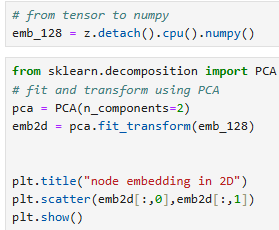 # from tensor to numpy
emb_128 = z.detach().cpu().numpy()
from sklearn.decomposition import PCA
# fit and transform using PCA
pca = PCA(n_components=2)
emb2d = pca.fit_transform(emb_128)
plt.title("node embedding in 2D")
plt.scatter(emb2d[:,0],emb2d[:,1])
plt.show()